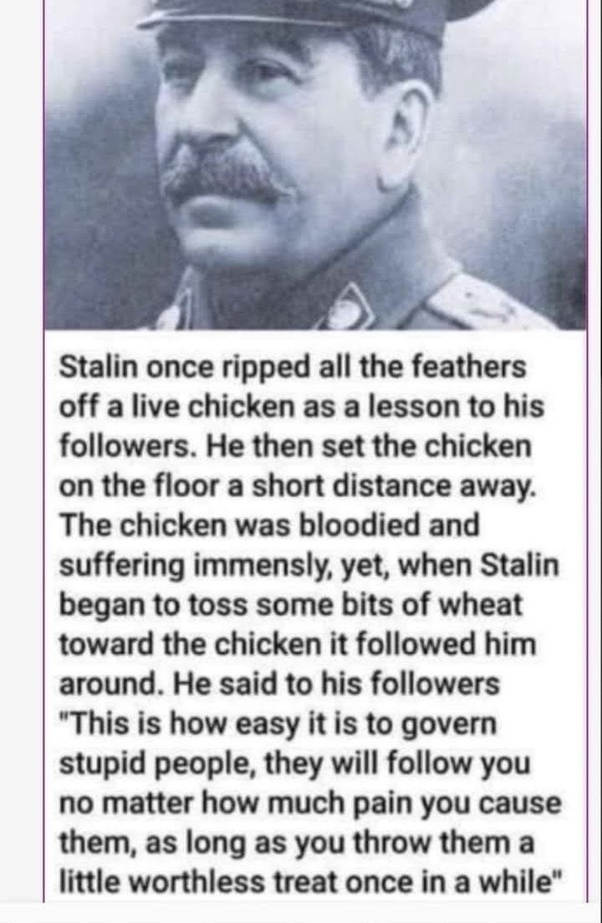 Stalin once ripped all the feathers
off a live chicken as a lesson to his
followers. He then set the chicken
on the floor a short distance away.
The chicken was bloodied and
suffering immensly, yet, when Stalin
began to toss some bits of wheat
toward the chicken it followed him
around. He said to his followers
"This is how easy it is to govern
stupid people, they will follow you
no matter how much pain you cause
them, as long as you throw them a
little worthless treat once in a while"